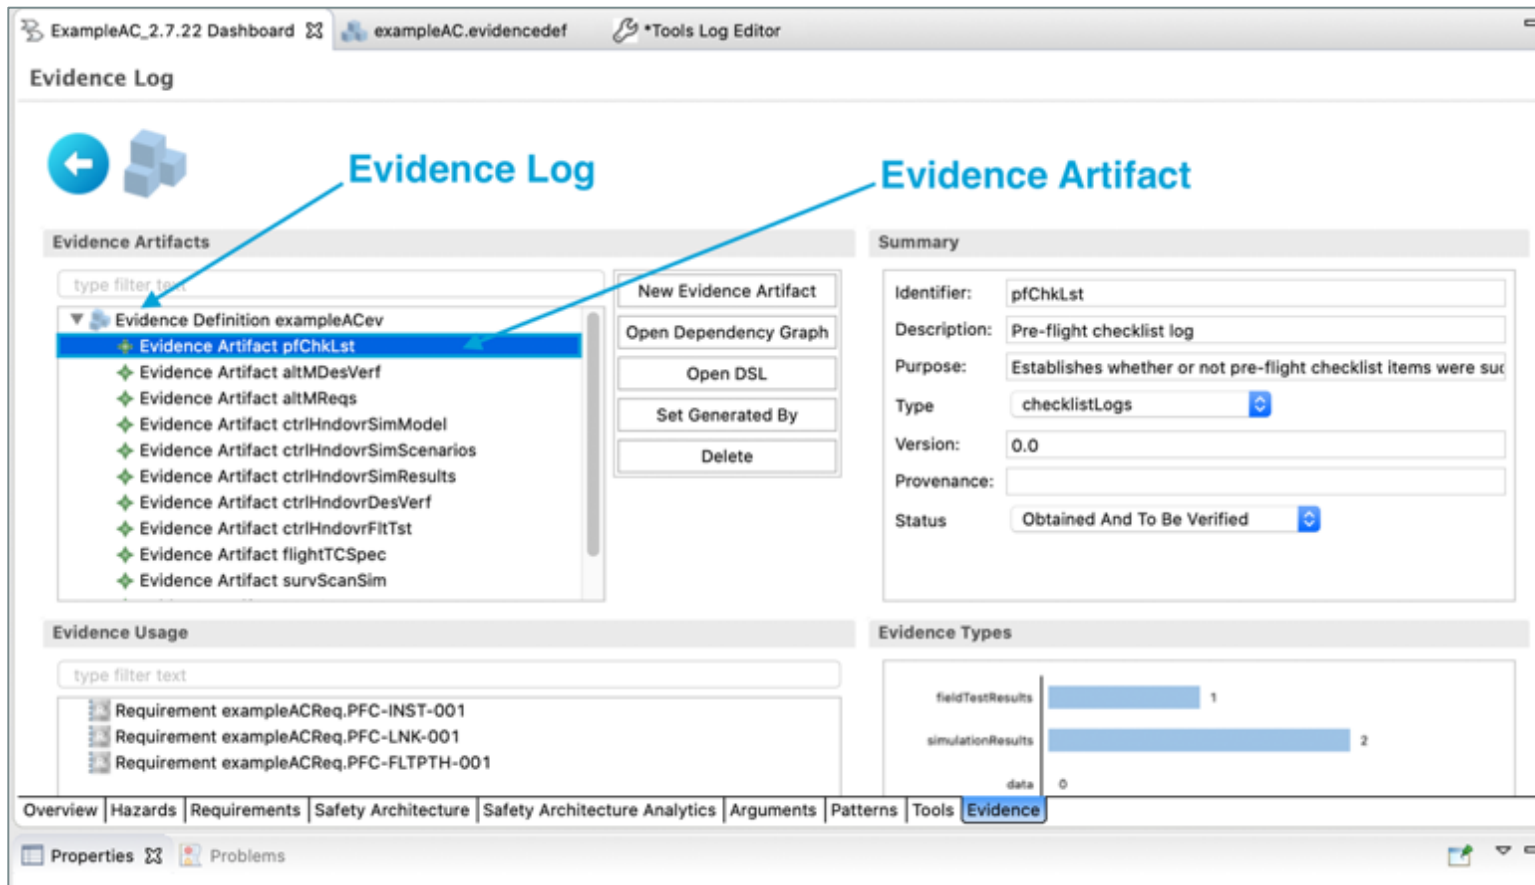 ExampleAC_2.7.22 Dashboard
exampleAC.evidencedef
*Tools Log Editor
Evidence Log
Evidence Log
Evidence Artifact
Evidence Artifacts
type filter text
Evidence Definition exampleACev
Evidence Artifact pfChkLst
Evidence Artifact altMDesVerf
Evidence Artifact altMReqs
Evidence Artifact ctrlHndovrSimModel
Evidence Artifact ctrlHndovrSimScenarios
Evidence Artifact ctrlHndovrSimResults
Evidence Artifact ctrlHndovrDesVerf
Evidence Artifact ctrlHndovrFltTst
Evidence Artifact flightTCSpec
Evidence Artifact survScanSim
New Evidence Artifact
Open Dependency Graph
Open DSL
Set Generated By
Delete
Summary
Identifier: pfChkLst
Description: Pre-flight checklist log
Purpose: Establishes whether or not pre-flight checklist items were suc
Type checklistLogs
Version: 0.0
Provenance:
Status Obtained And To Be Verified
Evidence Usage
type filter text
Requirement exampleACReq.PFC-INST-001
Requirement exampleACReq.PFC-LNK-001
Requirement exampleACReq.PFC-FLTPTH-001
Evidence Types
fieldTestResults 1
simulationResults 2
data 0
Overview Hazards Requirements Safety Architecture Safety Architecture Analytics Arguments Patterns Tools Evidence
Properties Problems